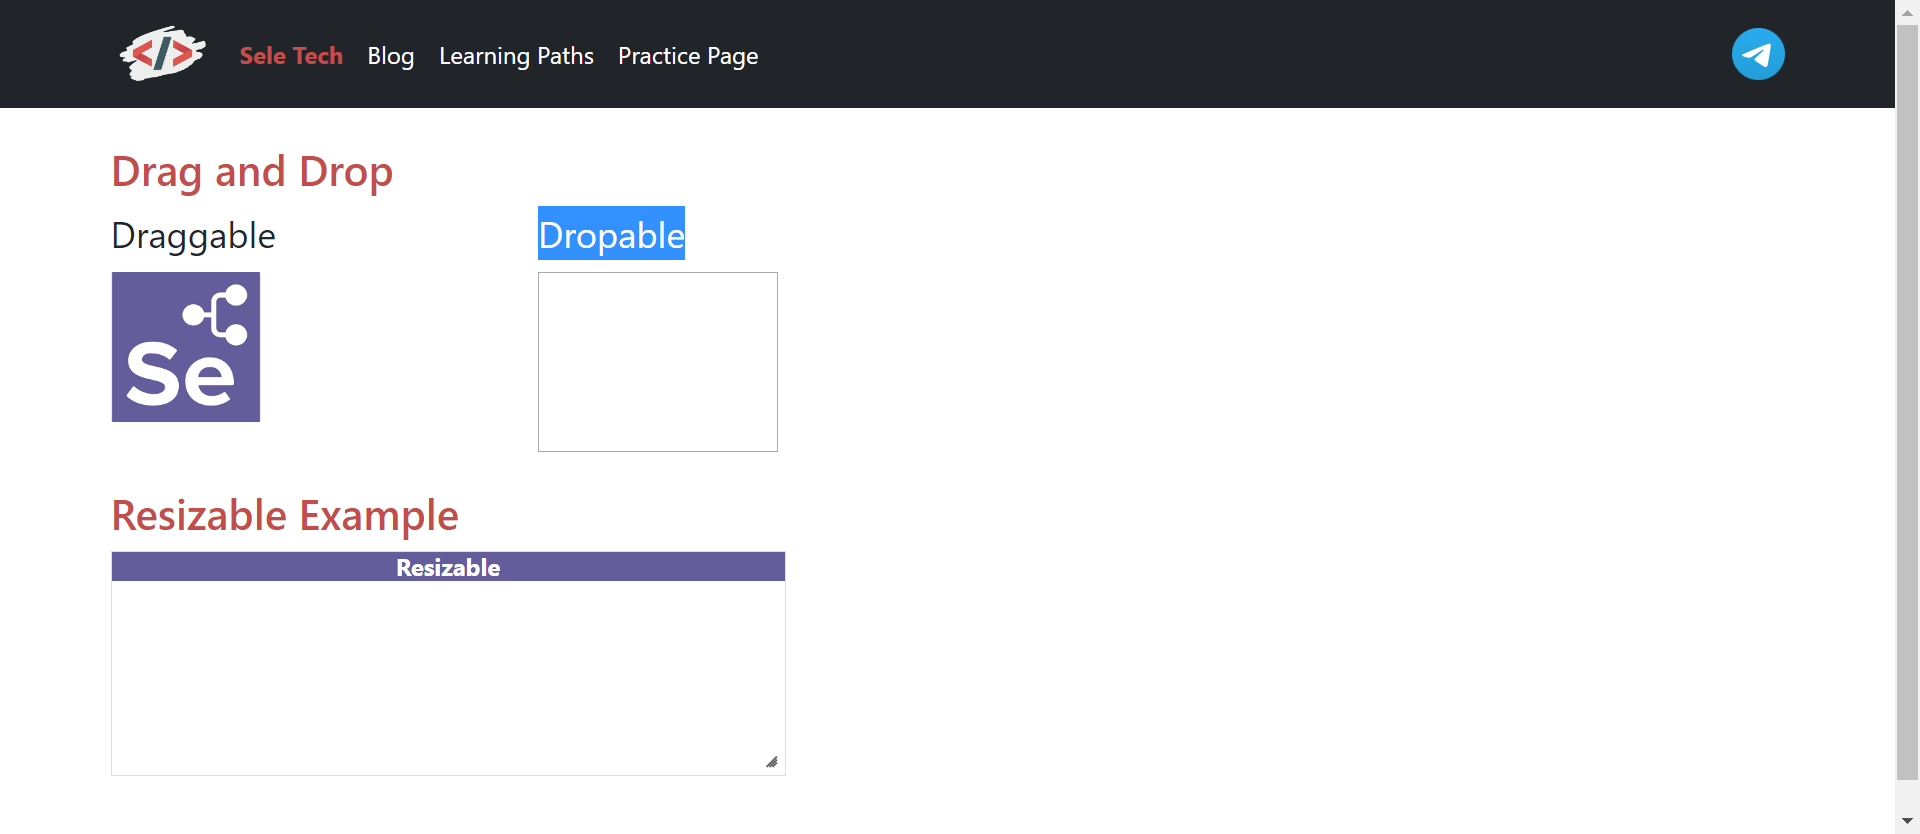 Sele Tech Blog Learning Paths Practice Page
Drag and Drop
Draggable Dropable
Se
Resizable Example
Resizable